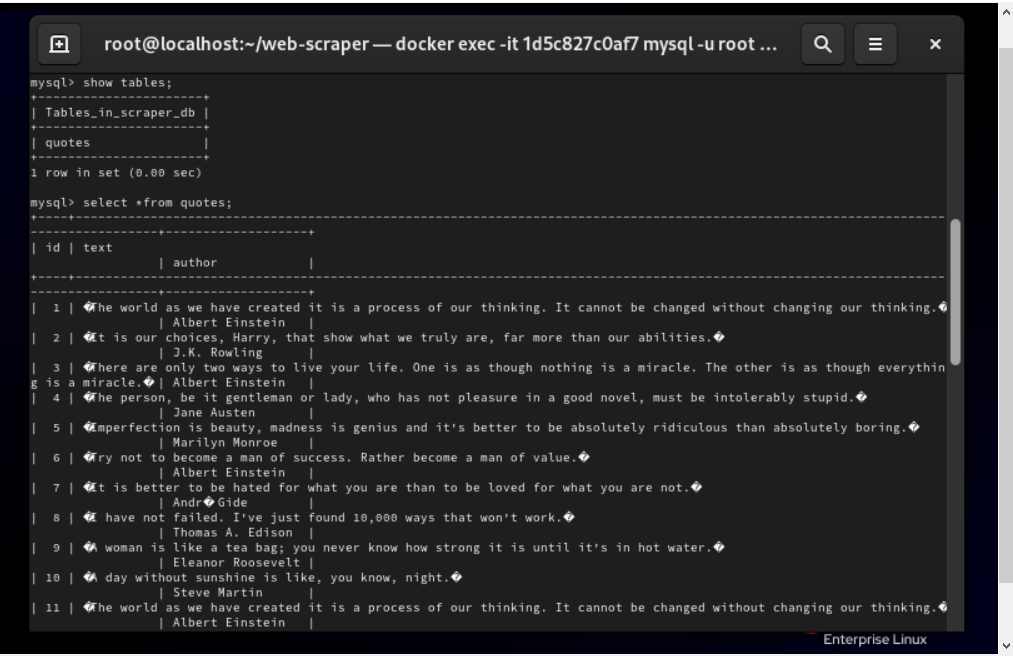 root@localhost:~/web-scraper — docker exec -it 1d5c827c0af7 mysql -u root ...
mysql> show tables;
+----------------------+
| Tables_in_scraper_db |
+----------------------+
| quotes               |
+----------------------+
1 row in set (0.00 sec)
mysql> select *from quotes;
| id | text
| author |
|  1 | �The world as we have created it is a process of our thinking. It cannot be changed without changing our thinking.�
| Albert Einstein |
|  2 | �It is our choices, Harry, that show what we truly are, far more than our abilities.�
| J.K. Rowling |
|  3 | �There are only two ways to live your life. One is as though nothing is a miracle. The other is as though everythin
g is a miracle.�| Albert Einstein |
|  4 | �The person, be it gentleman or lady, who has not pleasure in a good novel, must be intolerably stupid.�
| Jane Austen |
|  5 | �Imperfection is beauty, madness is genius and it's better to be absolutely ridiculous than absolutely boring.�
| Marilyn Monroe |
|  6 | �Try not to become a man of success. Rather become a man of value.�
| Albert Einstein |
|  7 | �It is better to be hated for what you are than to be loved for what you are not.�
| Andr�Gide |
|  8 | �I have not failed. I've just found 10,000 ways that won't work.�
| Thomas A. Edison |
|  9 | �A woman is like a tea bag; you never know how strong it is until it's in hot water.�
| Eleanor Roosevelt |
| 10 | �A day without sunshine is like, you know, night.�
| Steve Martin |
| 11 | �The world as we have created it is a process of our thinking. It cannot be changed without changing our thinking.�
| Albert Einstein |
Enterprise Linux